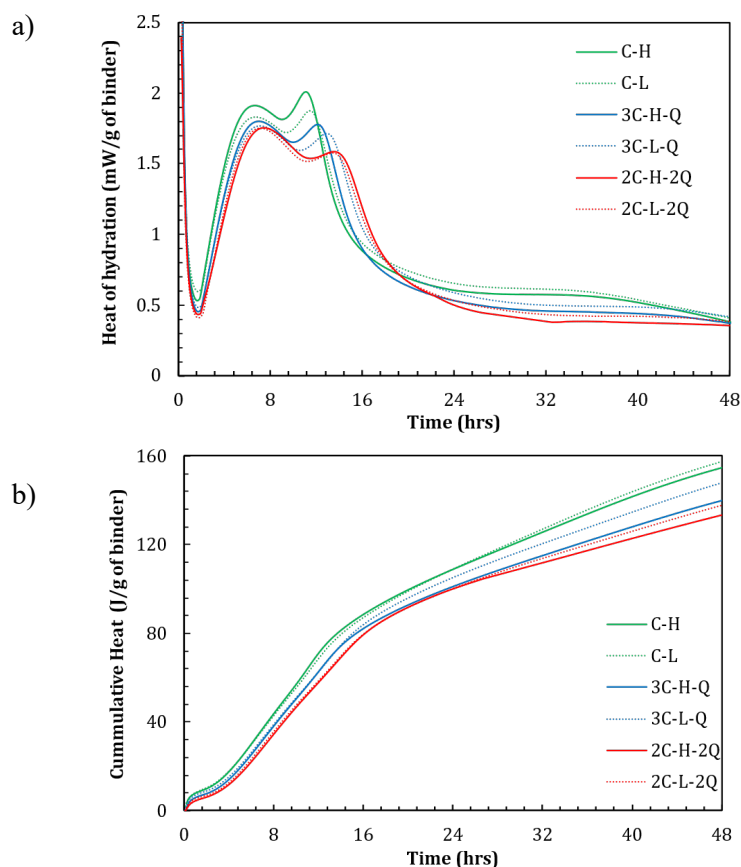 a)
Heat of hydration (mW/g of binder)
2.5
2
1.5
1
0.5
0
C-H
C-L
3C-H-Q
3C-L-Q
2C-H-2Q
2C-L-2Q
0 8 16 24 32 40 48
Time (hrs)
b)
Cummulative Heat (J/g of binder)
160
120
80
40
0
C-H
C-L
3C-H-Q
3C-L-Q
2C-H-2Q
2C-L-2Q
0 8 16 24 32 40 48
Time (hrs)